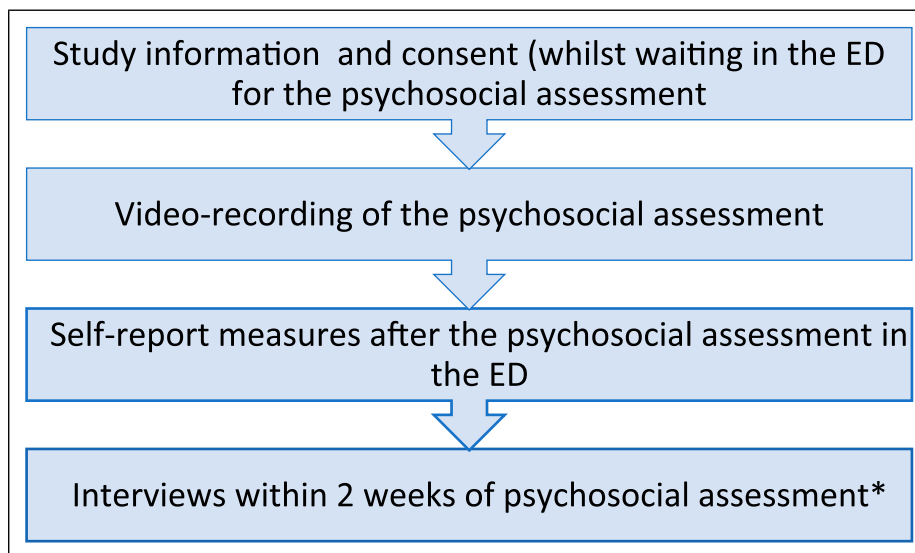 Study information and consent (whilst waiting in the ED
for the psychosocial assessment
Video-recording of the psychosocial assessment
Self-report measures after the psychosocial assessment in
the ED
Interviews within 2 weeks of psychosocial assessment*